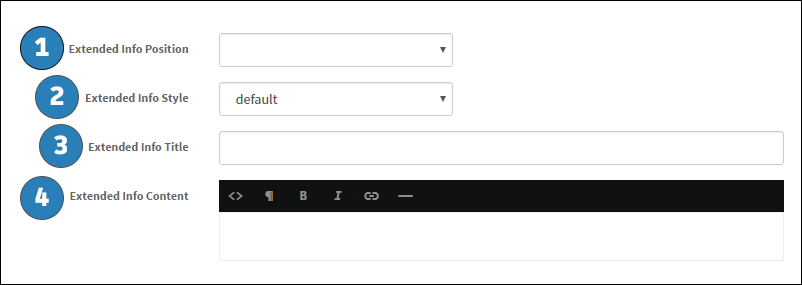 1 Extended Info Position
2 Extended Info Style default
3 Extended Info Title
4 Extended Info Content <> ¶ B I